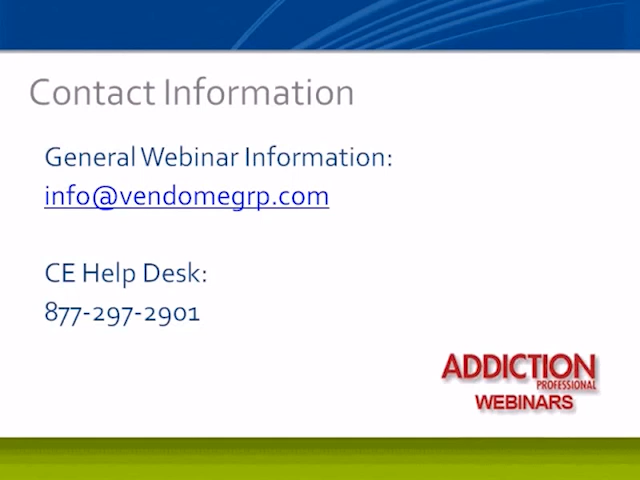 Contact Information
General Webinar Information:
info@vendomegrp.com
CE Help Desk:
877-297-2901
ADDICTION
PROFESSIONAL
WEBINARS